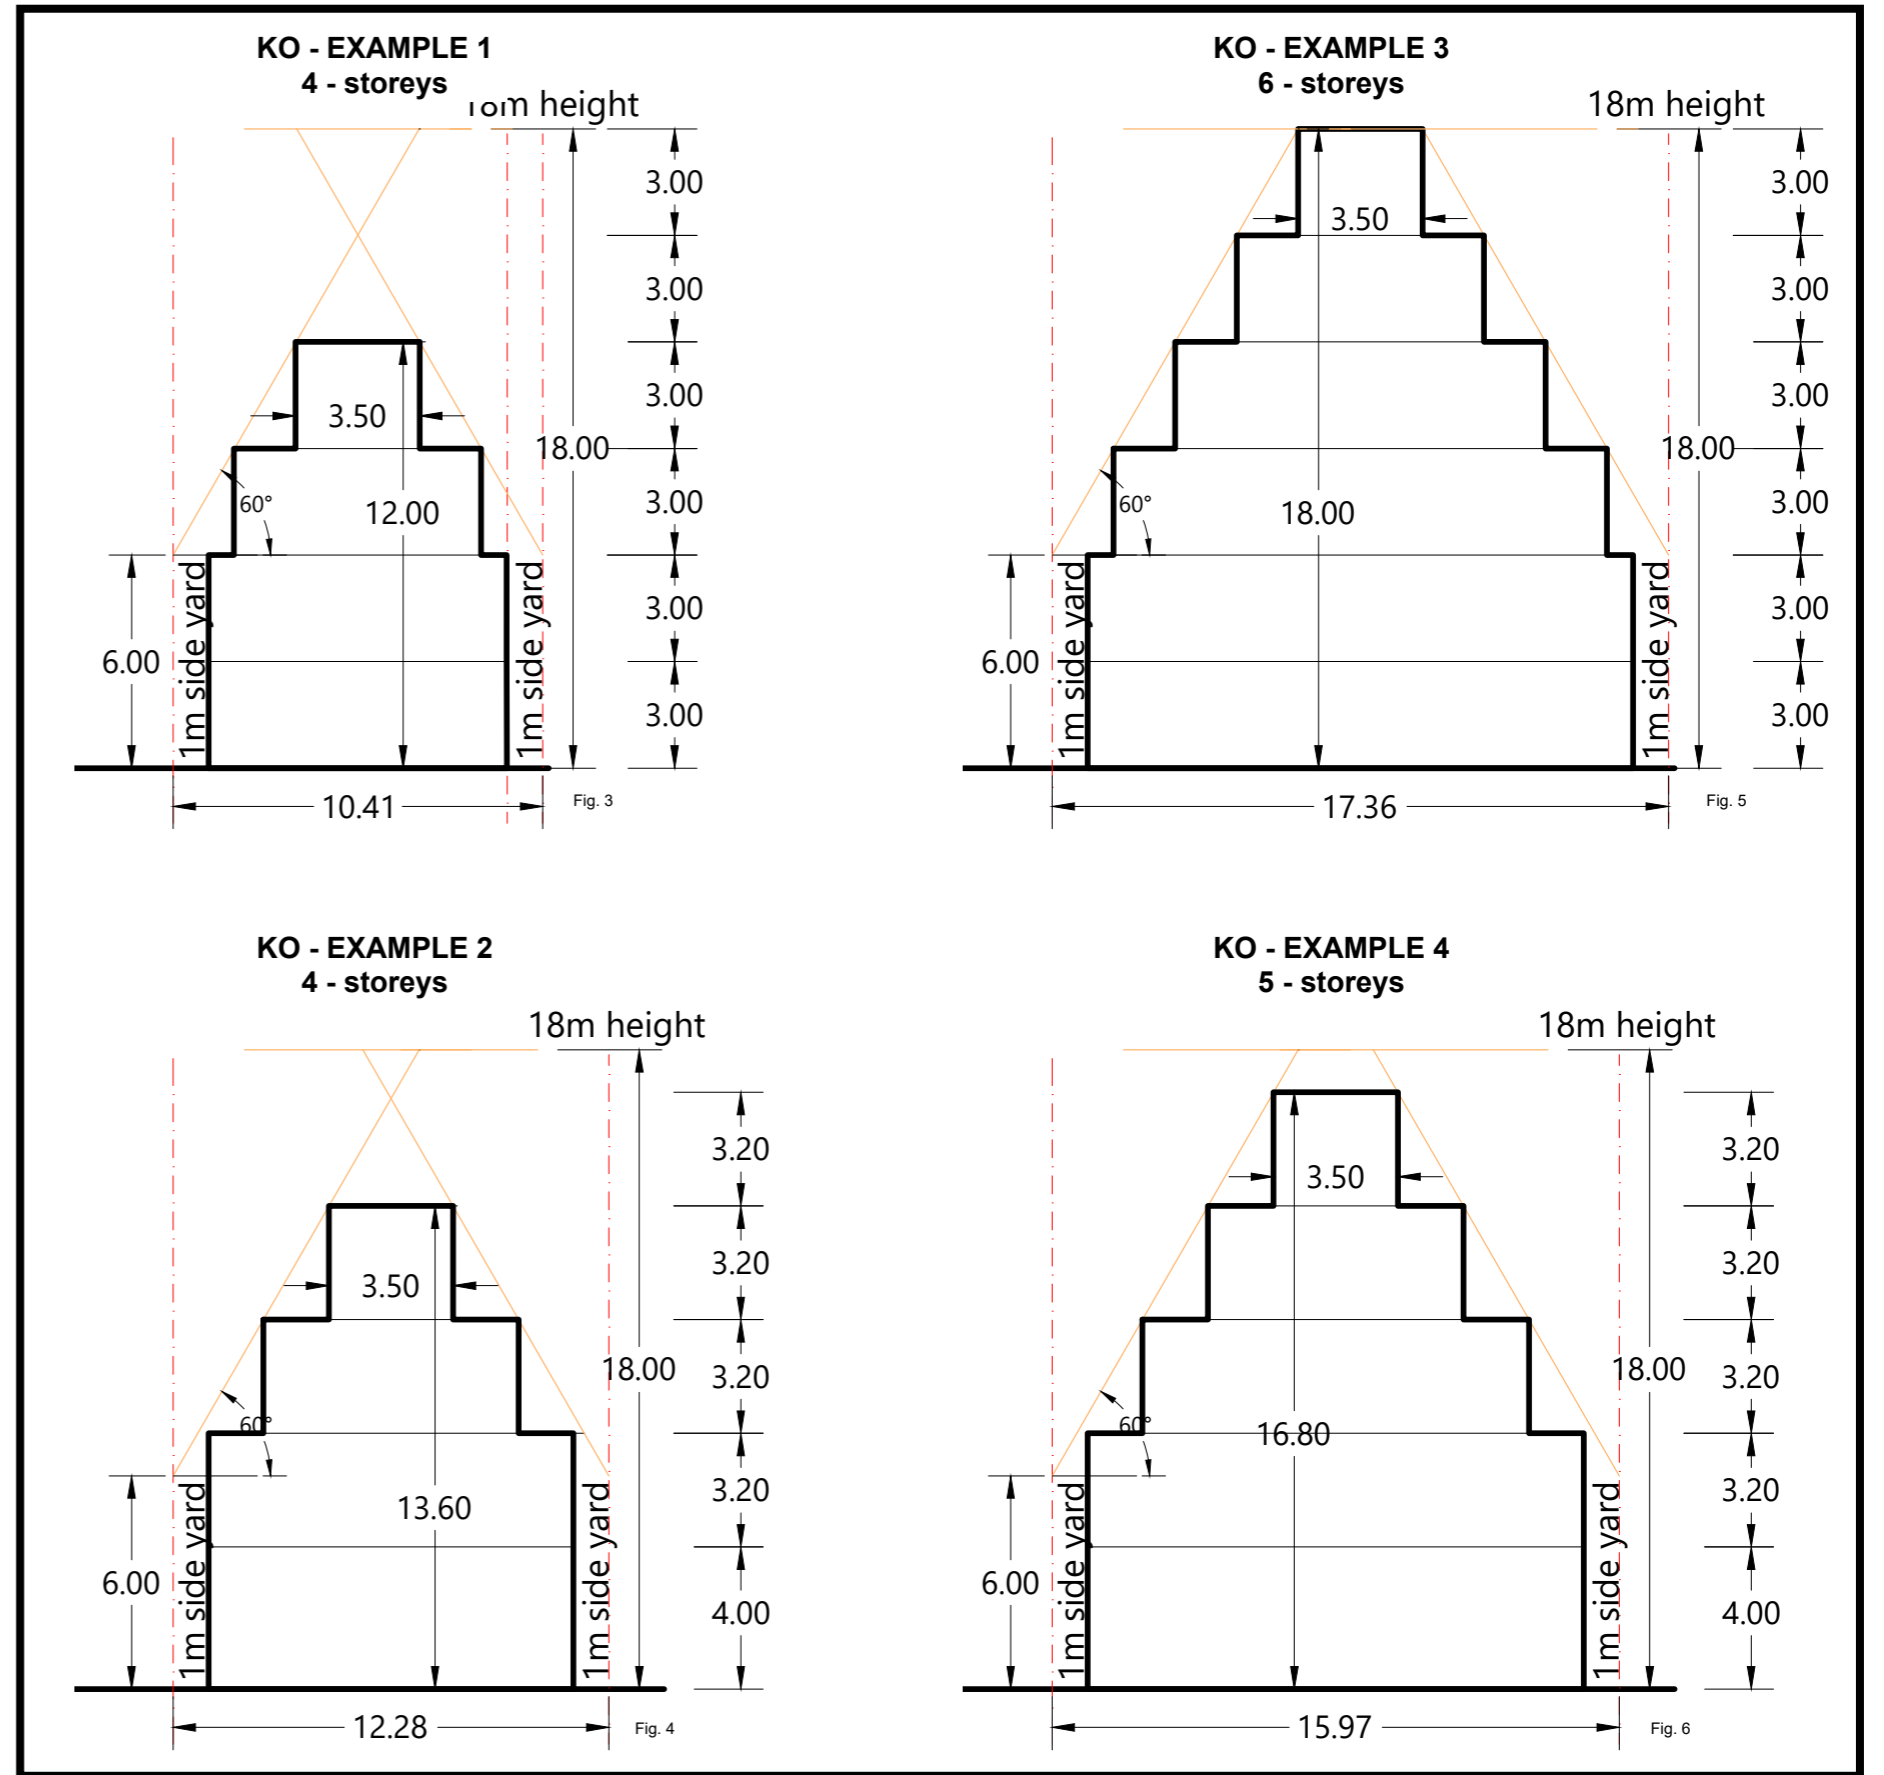 KO - EXAMPLE 1
4 - storeys
18m height
3.00
3.00
3.00
3.50
18.00
3.00
60°
12.00
3.00
6.00
1m side yard
1m side yard
3.00
10.41
Fig. 3
KO - EXAMPLE 3
6 - storeys
18m height
3.00
3.50
3.00
3.00
18.00
3.00
60°
18.00
3.00
6.00
1m side yard
1m side yard
3.00
17.36
Fig. 5
KO - EXAMPLE 2
4 - storeys
18m height
3.20
3.20
3.50
18.00
3.20
60°
3.20
13.60
6.00
1m side yard
1m side yard
4.00
12.28
Fig. 4
KO - EXAMPLE 4
5 - storeys
18m height
3.20
3.50
3.20
18.00
3.20
60°
16.80
3.20
6.00
1m side yard
1m side yard
4.00
15.97
Fig. 6